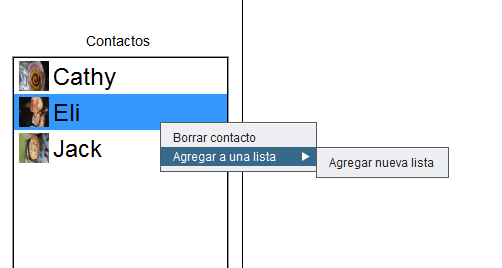 Contactos
Cathy
Eli
Jack
Borrar contacto
Agregar a una lista
Agregar nueva lista